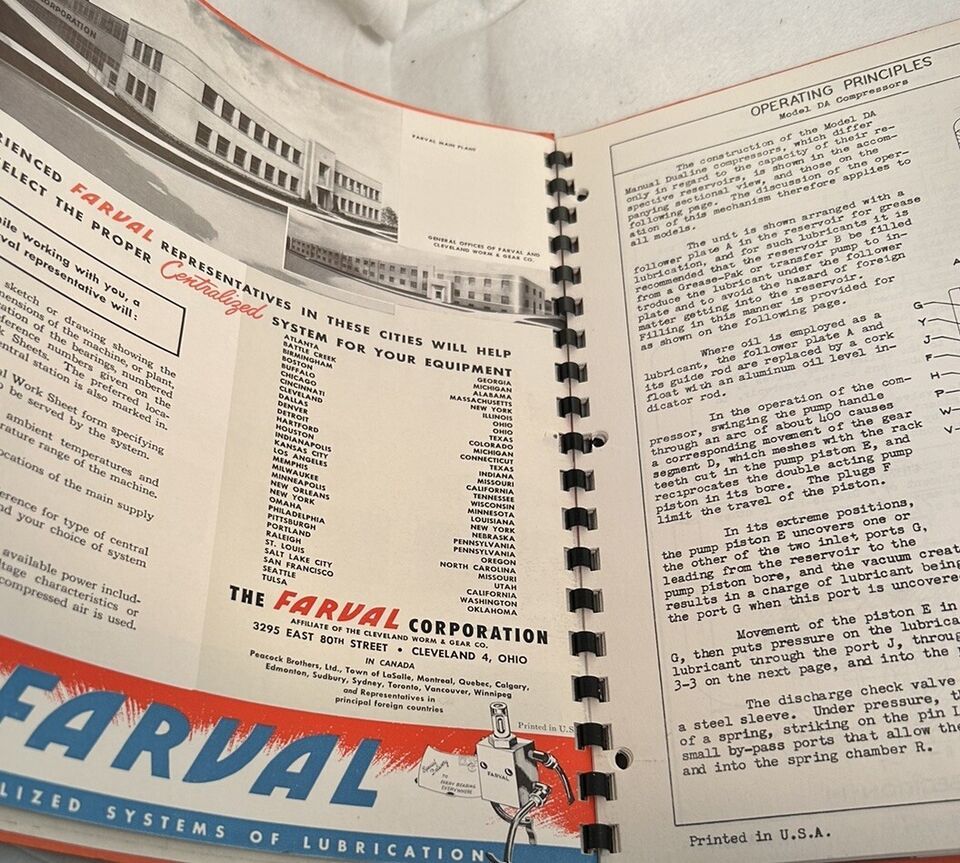 CORPORATION
FARVAL MAIN PLANT
GENERAL OFFICES OF FARVAL AND
CLEVELAND WORM & GEAR CO.
FARVAL REPRESENTATIVES IN THESE CITIES WILL HELP
SELECT THE PROPER Centralized SYSTEM FOR YOUR EQUIPMENT
while working with you, a
representative will:
sketch or drawing showing the
of the machine or plant,
of the bearings, numbered
reference numbers given on the
Sheets. The preferred loca-
central station is also marked in.
Work Sheet form specifying
be served by the system.
ambient temperatures and
range of the machine.
locations of the main supply
for type of central
and your choice of system
available power includ-
characteristics or
compressed air is used.
ATLANTA GEORGIA
BATTLE CREEK MICHIGAN
BIRMINGHAM ALABAMA
BOSTON MASSACHUSETTS
BUFFALO NEW YORK
CHICAGO ILLINOIS
CINCINNATI OHIO
CLEVELAND OHIO
DALLAS TEXAS
DENVER COLORADO
DETROIT MICHIGAN
HARTFORD CONNECTICUT
HOUSTON TEXAS
INDIANAPOLIS INDIANA
KANSAS CITY MISSOURI
LOS ANGELES CALIFORNIA
MEMPHIS TENNESSEE
MILWAUKEE WISCONSIN
MINNEAPOLIS MINNESOTA
NEW ORLEANS LOUISIANA
NEW YORK NEW YORK
OMAHA NEBRASKA
PHILADELPHIA PENNSYLVANIA
PITTSBURGH PENNSYLVANIA
PORTLAND OREGON
RALEIGH NORTH CAROLINA
ST. LOUIS MISSOURI
SALT LAKE CITY UTAH
SAN FRANCISCO CALIFORNIA
SEATTLE WASHINGTON
TULSA OKLAHOMA
THE FARVAL CORPORATION
AFFILIATE OF THE CLEVELAND WORM & GEAR CO.
3295 EAST 80TH STREET • CLEVELAND 4, OHIO
IN CANADA
Peacock Brothers, Ltd., Town of LaSalle, Montreal, Quebec, Calgary,
Edmonton, Sudbury, Sydney, Toronto, Vancouver, Winnipeg
and Representatives in
principal foreign countries
Printed in U.S
FARVAL
FARVAL
TO EVERY BEARING
EVERYWHERE
SYSTEMS OF LUBRICATION
OPERATING PRINCIPLES
Model DA Compressors
The construction of the Model DA
Manual Dualine compressors, which differ
only in regard to the capacity of their re-
spective reservoirs, is shown in the accom-
panying sectional view, and those on the
following page. The discussion of the oper-
ation of this mechanism therefore applies to
all models.
The unit is shown arranged with a
follower plate A in the reservoir for grease
lubrication, and for such lubricants it is
recommended that the reservoir B be filled
from a Grease-Pak or transfer pump to in-
troduce the lubricant under the follower
plate and to avoid the hazard of foreign
matter getting into the lubricant.
Filling in this manner is provided for
as shown on the following page.
Where oil is employed as a
lubricant, the follower plate A and
its guide rod are replaced by a cork
float with an aluminum oil level in-
dicator rod.
In the operation of the com-
pressor, swinging the pump handle
through an arc of about 40° causes
a corresponding movement of the gear
segment D, which meshes with the rack
teeth cut in the pump piston E, and
reciprocates the double acting pump
piston in its bore. The plugs F
limit the travel of the piston.
In its extreme positions,
the pump piston E uncovers one or
the other of the two inlet ports G,
leading from the reservoir to the
pump piston bore, and the vacuum
results in a charge of lubricant being
the port G when this port is
Movement of the piston E in
G, then puts pressure on the
lubricant through the port J,
3-3 on the next page, and into the
The discharge check valve
a steel sleeve. Under pressure,
of a spring, striking on the pin L
small by-pass ports that allow the
and into the spring chamber R.
G
Y
J
F
H
P
W
V
Printed in U.S.A.